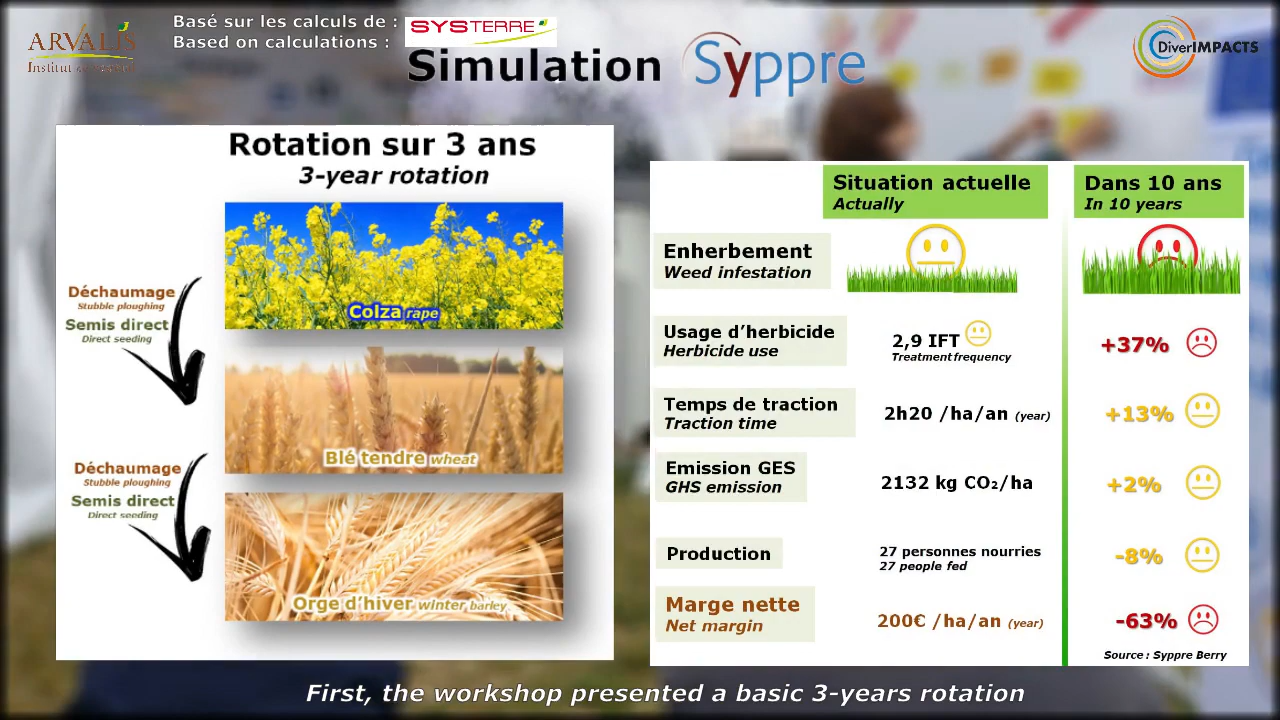 ARVALIS
Basé sur les calculs de :
Based on calculations :
SYSTERRE
Simulation Syppre
DiverIMPACTS
Rotation sur 3 ans
3-year rotation
Colza rape
Déchaumage
Stubble ploughing
Semis direct
Direct seeding
Blé tendre wheat
Déchaumage
Stubble ploughing
Semis direct
Direct seeding
Orge d'hiver winter barley
Situation actuelle
Actually
Dans 10 ans
In 10 years
Enherbement
Weed infestation
Usage d'herbicide
Herbicide use
2,9 IFT
Treatment frequency
+37%
Temps de traction
Traction time
2h20 /ha/an (year)
+13%
Emission GES
GHS emission
2132 kg CO₂/ha
+2%
Production
27 personnes nourries
27 people fed
-8%
Marge nette
Net margin
200€ /ha/an (year)
-63%
Source : Syppre Berry
First, the workshop presented a basic 3-years rotation